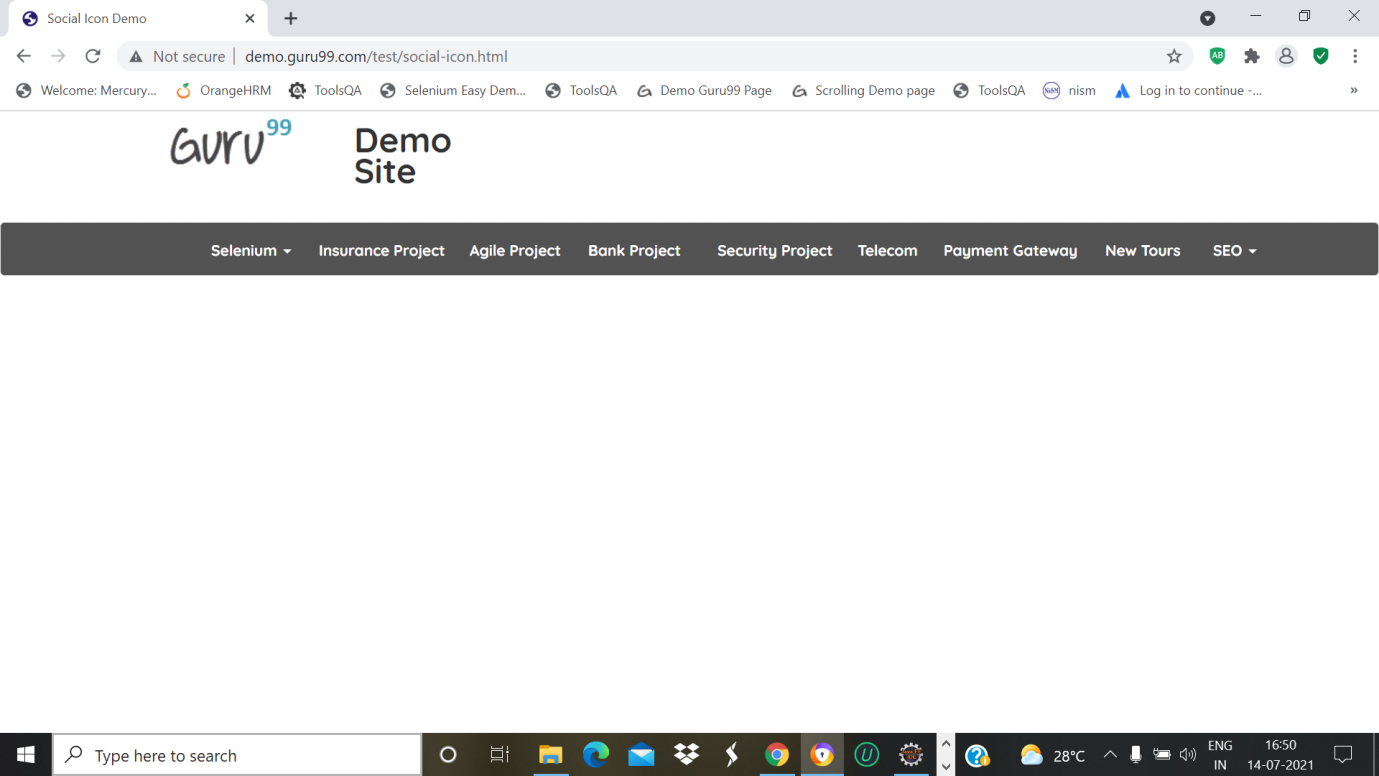 Social Icon Demo
Not secure | demo.guru99.com/test/social-icon.html
AB
Welcome: Mercury... OrangeHRM ToolsQA Selenium Easy Dem... ToolsQA Demo Guru99 Page Scrolling Demo page ToolsQA nism Log in to continue -... »
Guru99
Demo
Site
Selenium Insurance Project Agile Project Bank Project Security Project Telecom Payment Gateway New Tours SEO
Type here to search
28°C
ENG
IN
16:50
14-07-2021